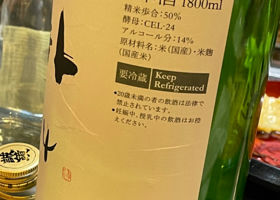 酒 1800ml
精米歩合:50%
酵母:CEL-24
アルコール分:14%
原材料名:米(国産)・米麹
(国産米)
要冷蔵 Keep
Refrigerated
●20歳未満の者の飲酒は法律で
禁止されています。
●妊娠中、授乳中の飲酒はお控
えください。